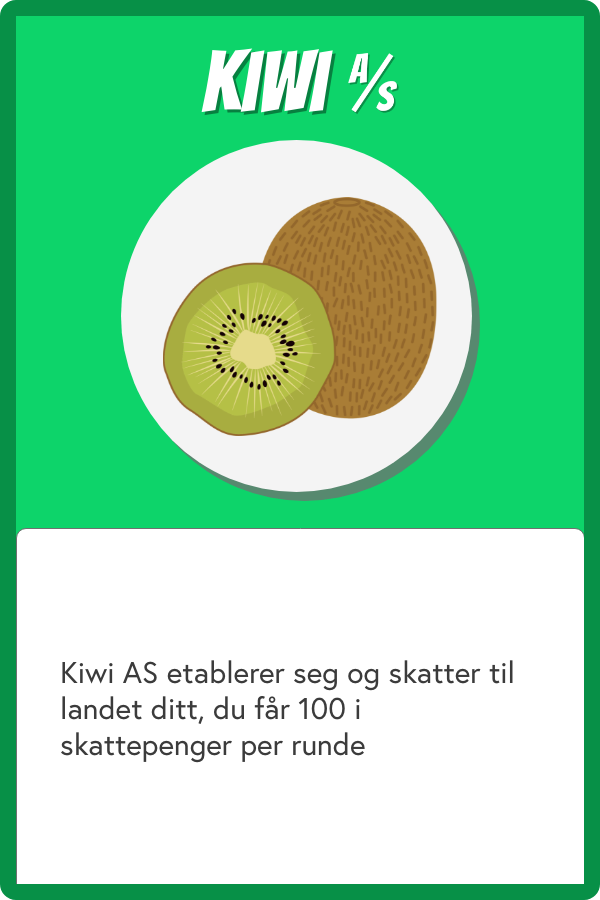 KIWI A/S
Kiwi AS etablerer seg og skatter til
landet ditt, du får 100 i
skattepenger per runde